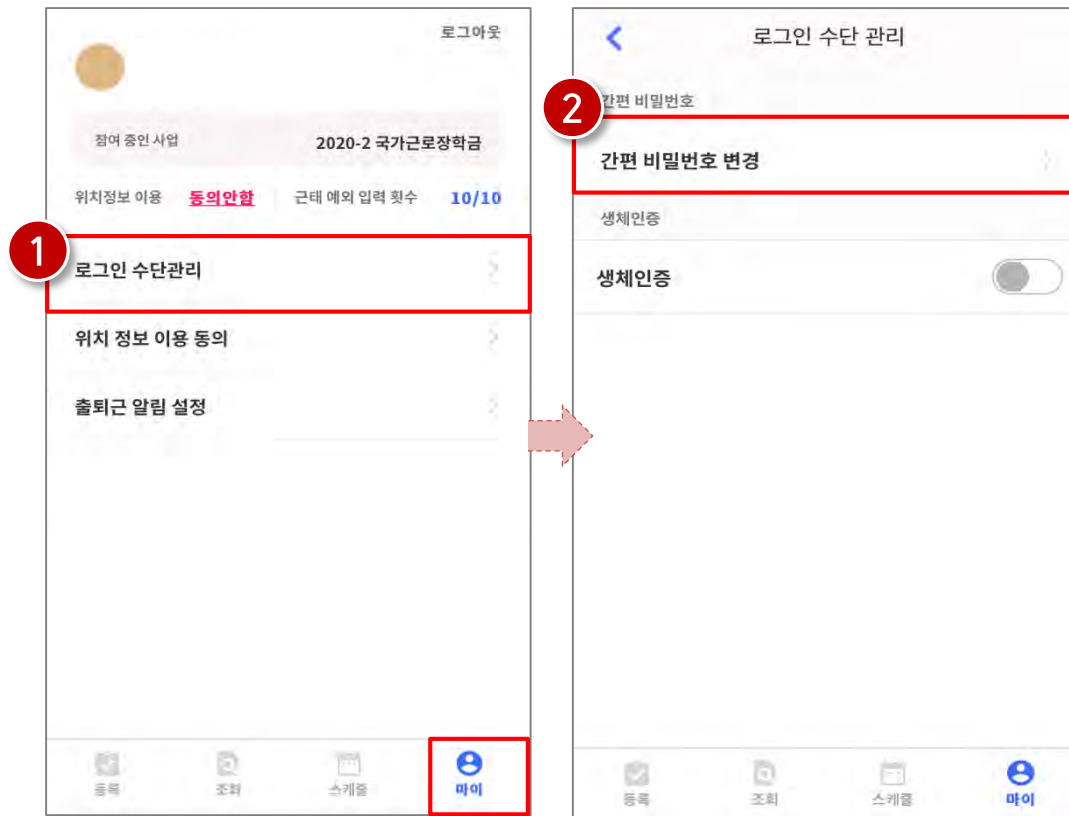 로그아웃
참여 중인 사업 2020-2 국가근로장학금
위치정보 이용 동의안함 근태 예외 입력 횟수 10/10
1
로그인 수단관리
위치 정보 이용 동의
출퇴근 알림 설정
등록 조회 스케줄 마이
로그인 수단 관리
2
간편 비밀번호
간편 비밀번호 변경
생체인증
생체인증
등록 조회 스케줄 마이